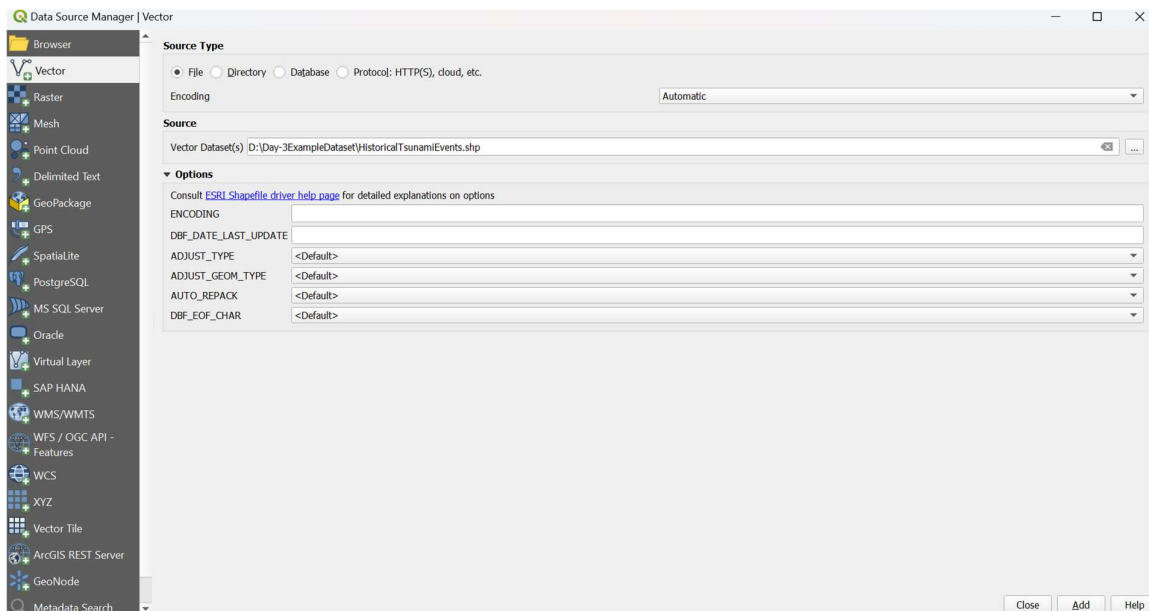 Data Source Manager | Vector
Browser
Vector
Raster
Mesh
Point Cloud
Delimited Text
GeoPackage
GPS
SpatiaLite
PostgreSQL
MS SQL Server
Oracle
Virtual Layer
SAP HANA
WMS/WMTS
WFS / OGC API -
Features
WCS
XYZ
Vector Tile
ArcGIS REST Server
GeoNode
Metadata Search
Source Type
File Directory Database Protocol: HTTP(S), cloud, etc.
Encoding Automatic
Source
Vector Dataset(s) D:\Day-3ExampleDataset\HistoricalTsunamiEvents.shp ...
Options
Consult ESRI Shapefile driver help page for detailed explanations on options
ENCODING
DBF_DATE_LAST_UPDATE
ADJUST_TYPE <Default>
ADJUST_GEOM_TYPE <Default>
AUTO_REPACK <Default>
DBF_EOF_CHAR <Default>
Close Add Help